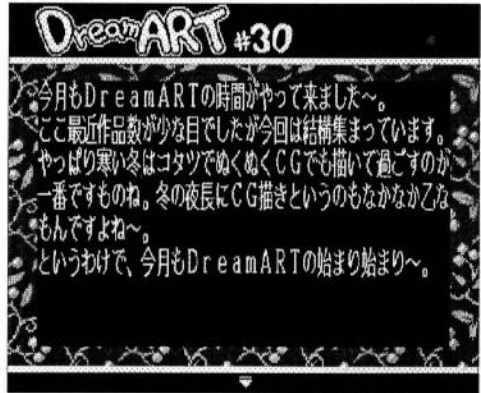 DreamART #30
今月もDreamARTの時間がやって来ました~。
ここ最近作品数が少な目でしたが今回は結構集まっています。
やっぱり寒い冬はコタツでぬくぬくCGでも描いて過ごすのが
一番ですものね。冬の夜長にCG描きというのもなかなか乙な
もんですよね~。
というわけで、今月もDreamARTの始まり始まり~。